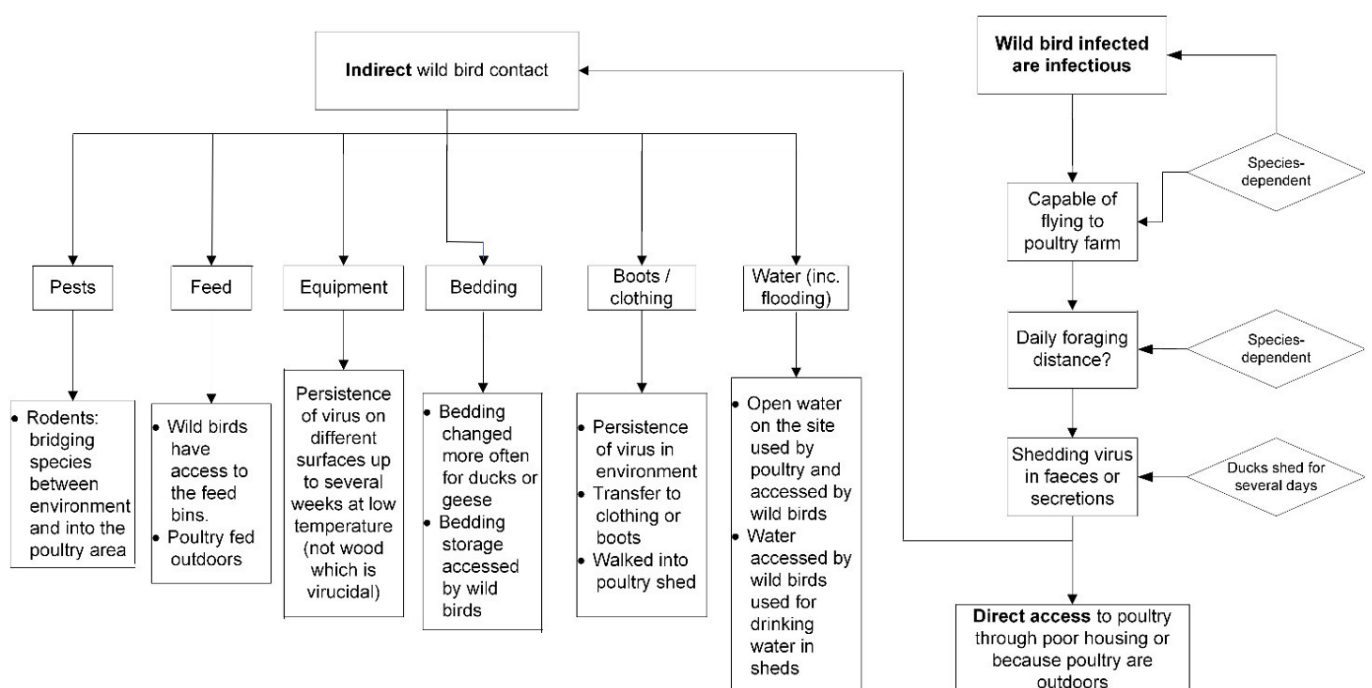 Indirect wild bird contact
Pests
Feed
Equipment
Bedding
Boots /
clothing
Water (inc.
flooding)
• Rodents:
bridging
species
between
environment
and into the
poultry area
• Wild birds
have
access to
the feed
bins.
• Poultry fed
outdoors
Persistence
of virus on
different
surfaces up
to several
weeks at low
temperature
(not wood
which is
virucidal)
• Bedding
changed
more often
for ducks or
geese
• Bedding
storage
accessed
by wild
birds
• Persistence
of virus in
environment
• Transfer to
clothing or
boots
• Walked into
poultry shed
• Open water
on the site
used by
poultry and
accessed by
wild birds
• Water
accessed by
wild birds
used for
drinking
water in
sheds
Wild bird infected
are infectious
Species-
dependent
Capable of
flying to
poultry farm
Daily foraging
distance?
Species-
dependent
Shedding virus
in faeces or
secretions
Ducks shed for
several days
Direct access to poultry
through poor housing or
because poultry are
outdoors